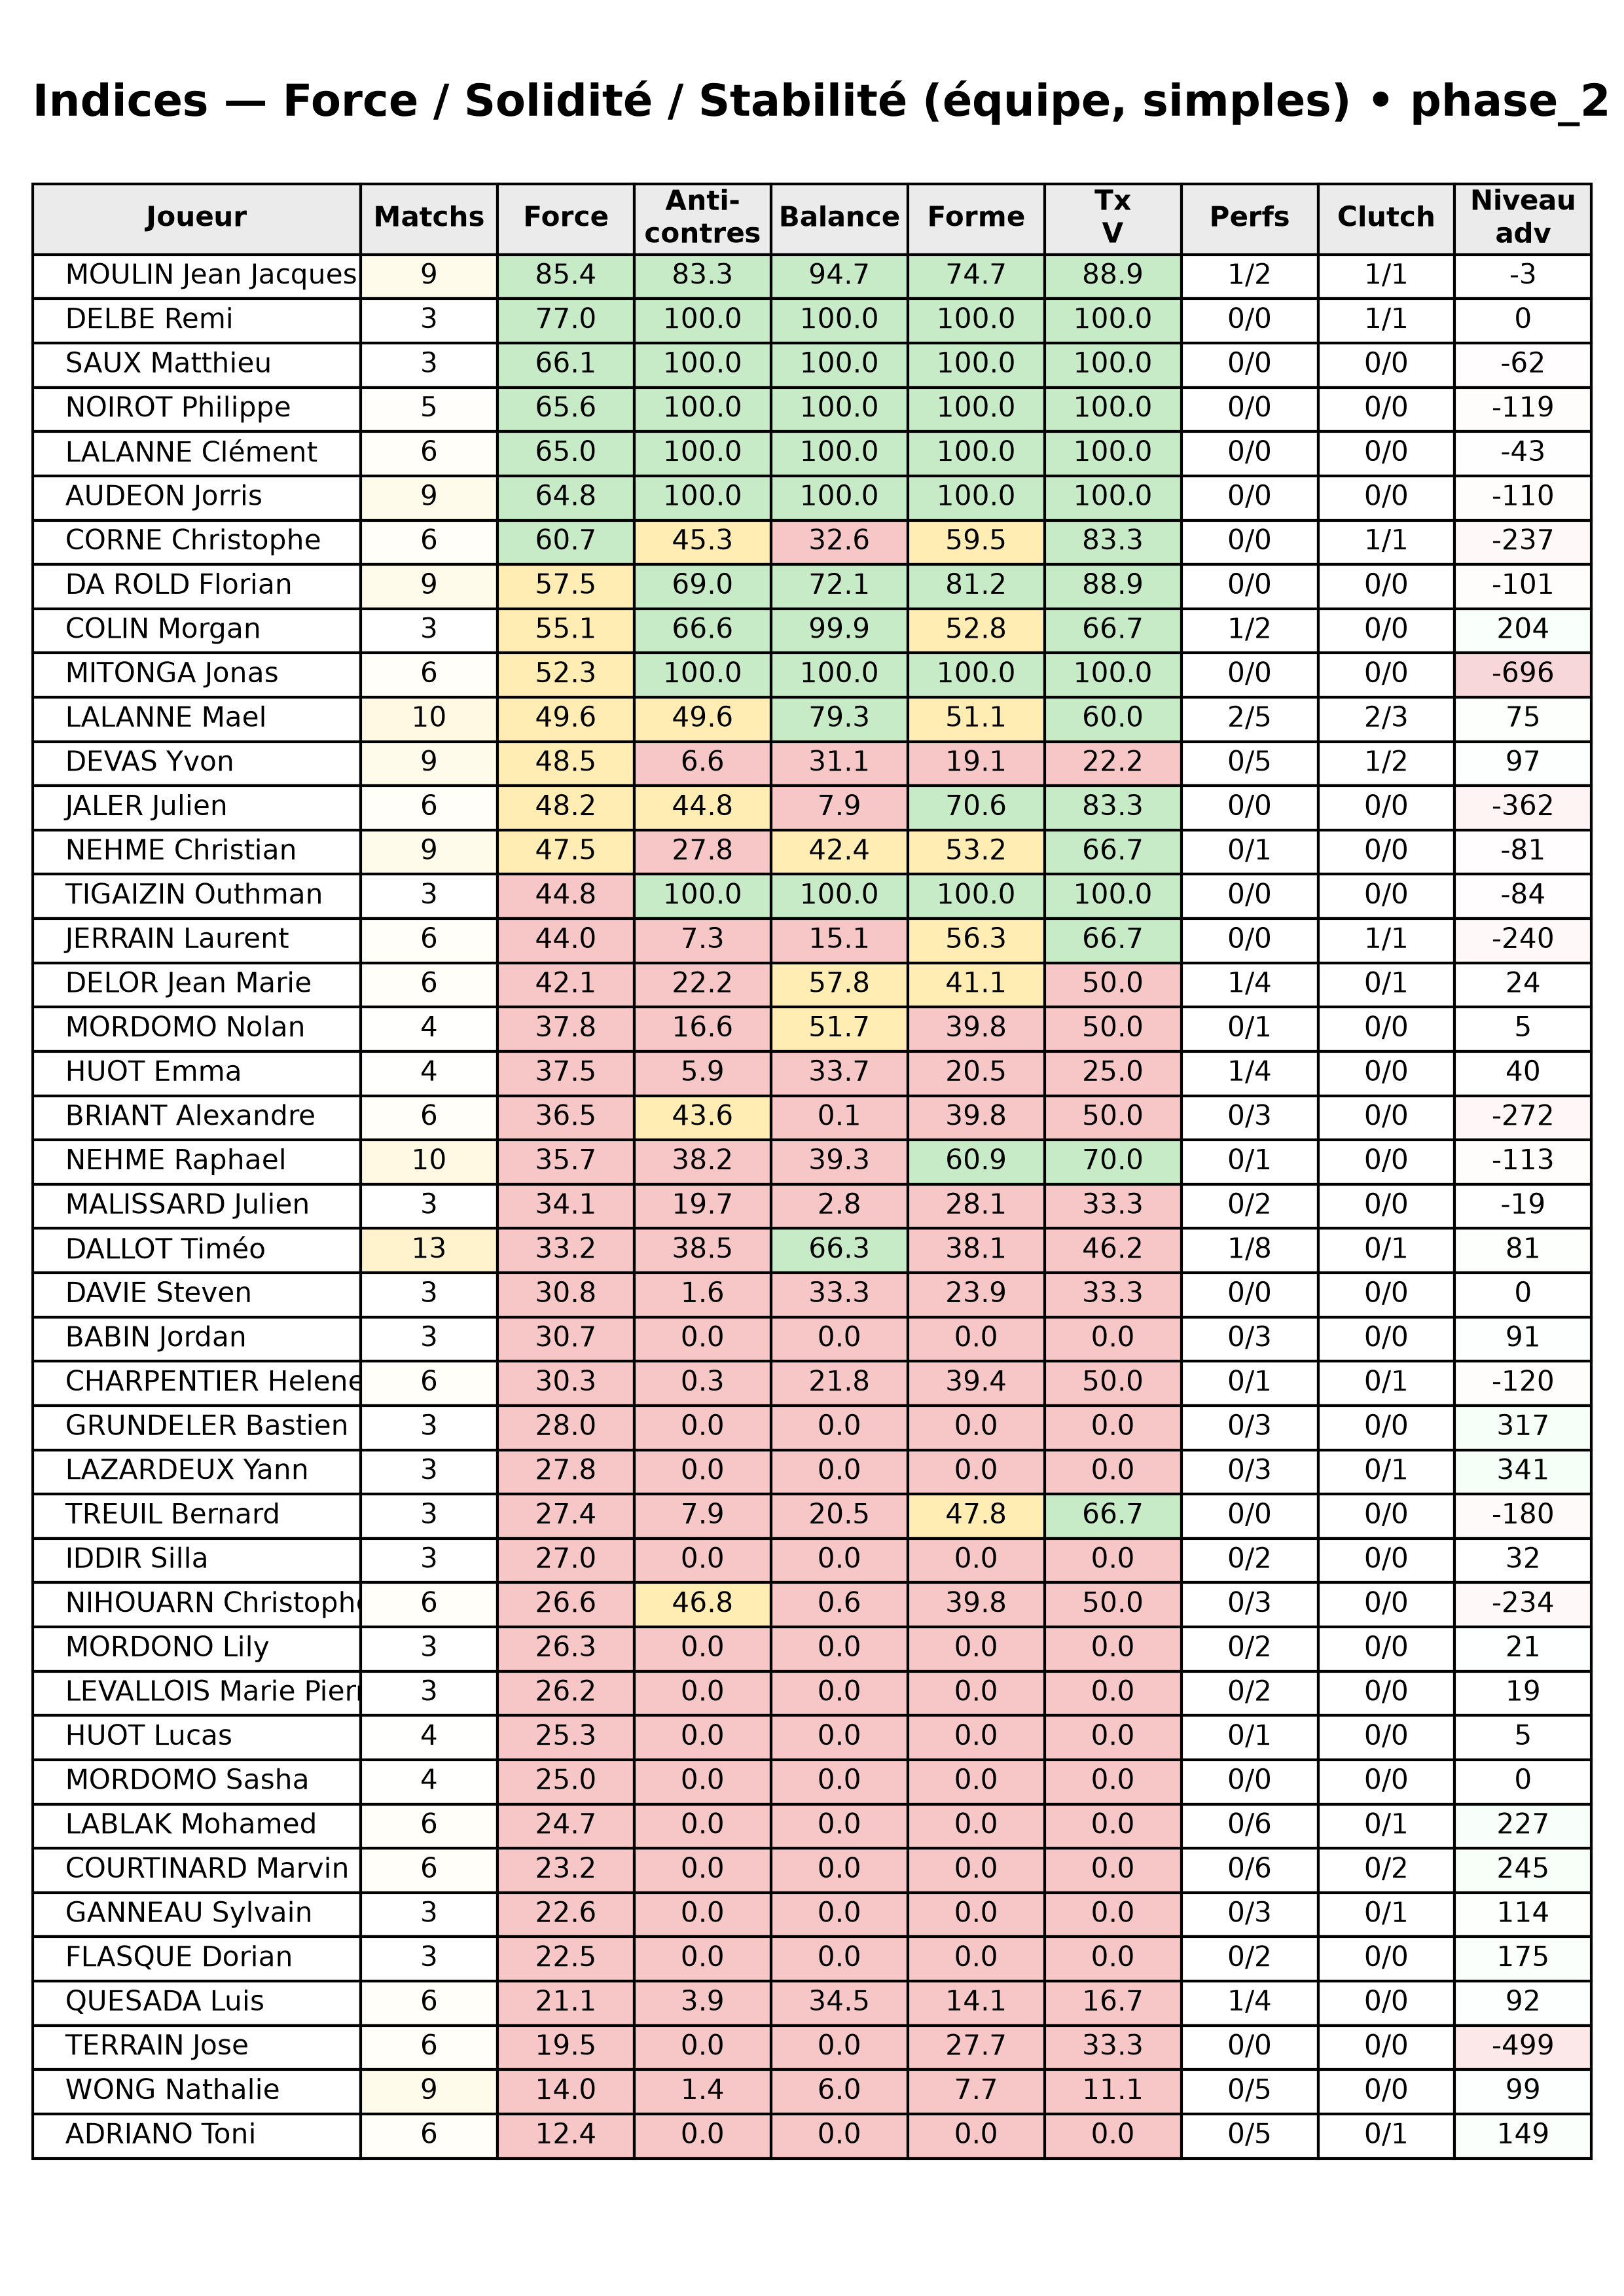 Indices — Force / Solidité / Stabilité (équipe, simples) • phase_2
Joueur Matchs Force Anti-contres Balance Forme Tx V Perfs Clutch Niveau adv
MOULIN Jean Jacques 9 85.4 83.3 94.7 74.7 88.9 1/2 1/1 -3
DELBE Remi 3 77.0 100.0 100.0 100.0 100.0 0/0 1/1 0
SAUX Matthieu 3 66.1 100.0 100.0 100.0 100.0 0/0 0/0 -62
NOIROT Philippe 5 65.6 100.0 100.0 100.0 100.0 0/0 0/0 -119
LALANNE Clément 6 65.0 100.0 100.0 100.0 100.0 0/0 0/0 -43
AUDEON Jorris 9 64.8 100.0 100.0 100.0 100.0 0/0 0/0 -110
CORNE Christophe 6 60.7 45.3 32.6 59.5 83.3 0/0 1/1 -237
DA ROLD Florian 9 57.5 69.0 72.1 81.2 88.9 0/0 0/0 -101
COLIN Morgan 3 55.1 66.6 99.9 52.8 66.7 1/2 0/0 204
MITONGA Jonas 6 52.3 100.0 100.0 100.0 100.0 0/0 0/0 -696
LALANNE Mael 10 49.6 49.6 79.3 51.1 60.0 2/5 2/3 75
DEVAS Yvon 9 48.5 6.6 31.1 19.1 22.2 0/5 1/2 97
JALER Julien 6 48.2 44.8 7.9 70.6 83.3 0/0 0/0 -362
NEHME Christian 9 47.5 27.8 42.4 53.2 66.7 0/1 0/0 -81
TIGAIZIN Outhman 3 44.8 100.0 100.0 100.0 100.0 0/0 0/0 -84
JERRAIN Laurent 6 44.0 7.3 15.1 56.3 66.7 0/0 1/1 -240
DELOR Jean Marie 6 42.1 22.2 57.8 41.1 50.0 1/4 0/1 24
MORDOMO Nolan 4 37.8 16.6 51.7 39.8 50.0 0/1 0/0 5
HUOT Emma 4 37.5 5.9 33.7 20.5 25.0 1/4 0/0 40
BRIANT Alexandre 6 36.5 43.6 0.1 39.8 50.0 0/3 0/0 -272
NEHME Raphael 10 35.7 38.2 39.3 60.9 70.0 0/1 0/0 -113
MALISSARD Julien 3 34.1 19.7 2.8 28.1 33.3 0/2 0/0 -19
DALLOT Timéo 13 33.2 38.5 66.3 38.1 46.2 1/8 0/1 81
DAVIE Steven 3 30.8 1.6 33.3 23.9 33.3 0/0 0/0 0
BABIN Jordan 3 30.7 0.0 0.0 0.0 0.0 0/3 0/0 91
CHARPENTIER Helene 6 30.3 0.3 21.8 39.4 50.0 0/1 0/1 -120
GRUNDELER Bastien 3 28.0 0.0 0.0 0.0 0.0 0/3 0/0 317
LAZARDEUX Yann 3 27.8 0.0 0.0 0.0 0.0 0/3 0/1 341
TREUIL Bernard 3 27.4 7.9 20.5 47.8 66.7 0/0 0/0 -180
IDDIR Silla 3 27.0 0.0 0.0 0.0 0.0 0/2 0/0 32
NIHOUARN Christophe 6 26.6 46.8 0.6 39.8 50.0 0/3 0/0 -234
MORDONO Lily 3 26.3 0.0 0.0 0.0 0.0 0/2 0/0 21
LEVALLOIS Marie Pierr 3 26.2 0.0 0.0 0.0 0.0 0/2 0/0 19
HUOT Lucas 4 25.3 0.0 0.0 0.0 0.0 0/1 0/0 5
MORDOMO Sasha 4 25.0 0.0 0.0 0.0 0.0 0/0 0/0 0
LABLAK Mohamed 6 24.7 0.0 0.0 0.0 0.0 0/6 0/1 227
COURTINARD Marvin 6 23.2 0.0 0.0 0.0 0.0 0/6 0/2 245
GANNEAU Sylvain 3 22.6 0.0 0.0 0.0 0.0 0/3 0/1 114
FLASQUE Dorian 3 22.5 0.0 0.0 0.0 0.0 0/2 0/0 175
QUESADA Luis 6 21.1 3.9 34.5 14.1 16.7 1/4 0/0 92
TERRAIN Jose 6 19.5 0.0 0.0 27.7 33.3 0/0 0/0 -499
WONG Nathalie 9 14.0 1.4 6.0 7.7 11.1 0/5 0/0 99
ADRIANO Toni 6 12.4 0.0 0.0 0.0 0.0 0/5 0/1 149